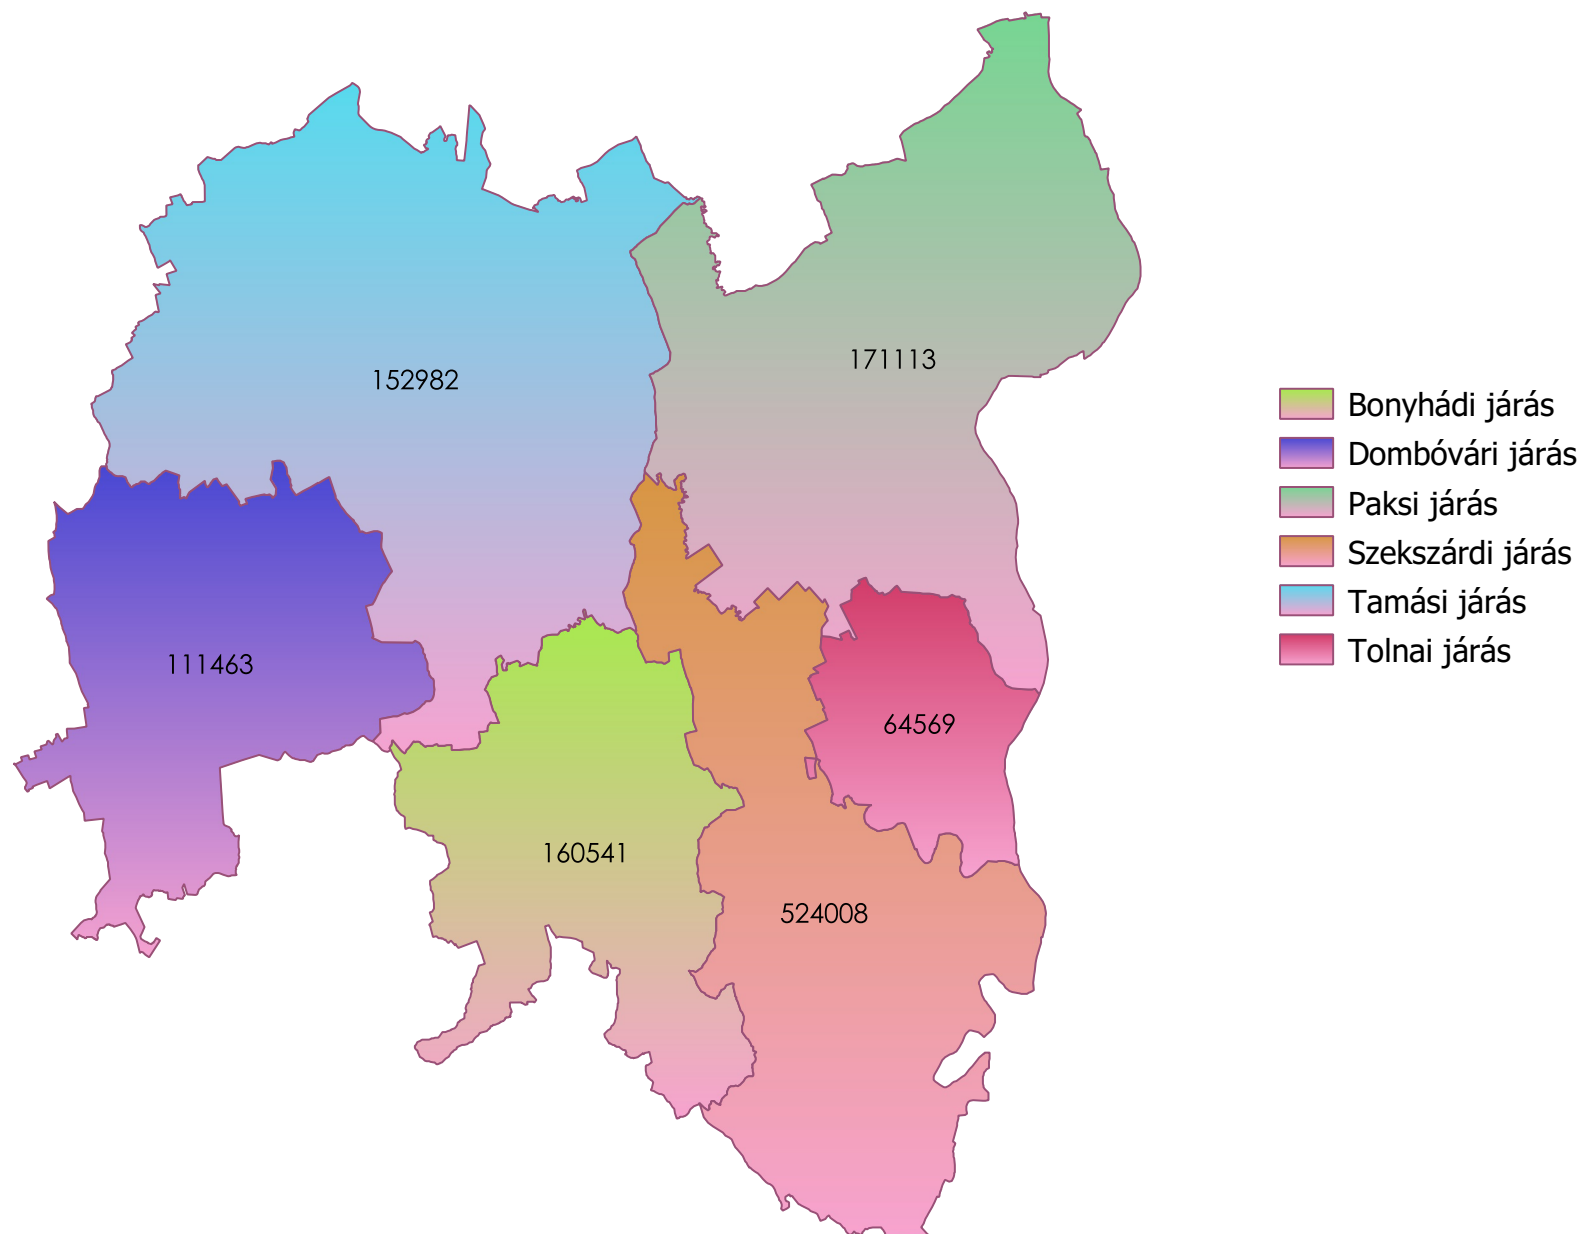 171113
152982
111463
64569
160541
524008
Bonyhádi járás
Dombóvári járás
Paksi járás
Szekszárdi járás
Tamási járás
Tolnai járás